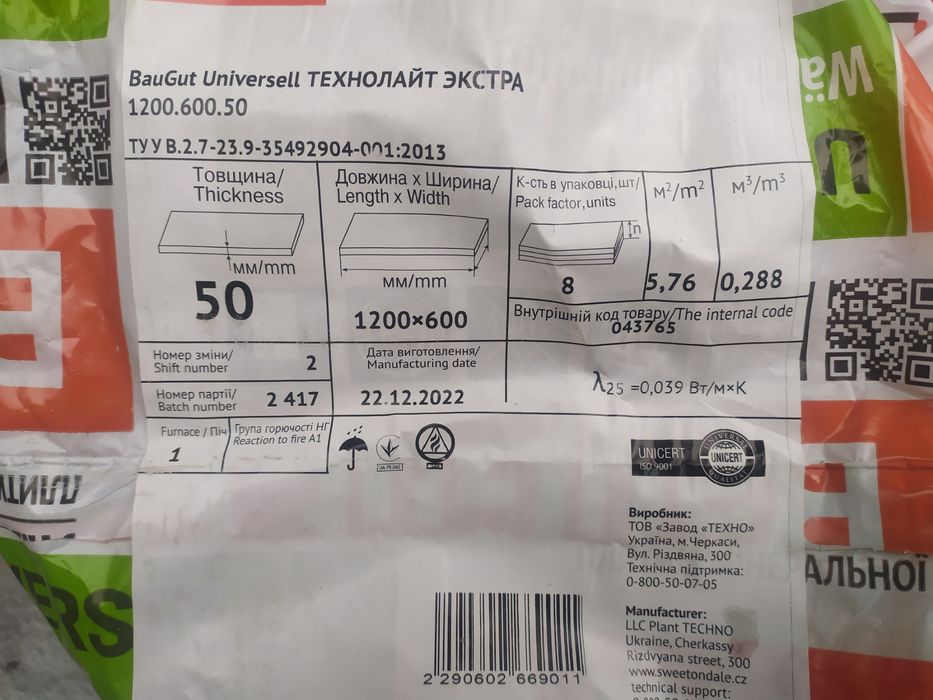 BauGut Universell ТЕХНОЛАЙТ ЭКСТРА
1200.600.50
ТУ У В.2.7-23.9-35492904-001:2013
Товщина/
Thickness
мм/mm
50
Довжина х Ширина/
Length x Width
мм/mm
1200×600
К-сть в упаковці,шт/
Pack factor,units
n
8
м²/m²
5,76
м³/m³
0,288
Внутрішній код товару/The internal code
043765
Номер зміни/
Shift number
2
Дата виготовлення/
Manufacturing date
22.12.2022
Номер партії/
Batch number
2 417
λ25 =0,039 Вт/м×К
Furnace / Піч
1
Група горючості НГ
Reaction to fire A1
UNICERT
ISO 9001
UNIVERSAL
UNICERT
QUALITY
Виробник:
ТОВ «Завод «ТЕХНО»
Україна, м.Черкаси,
Вул. Різдвяна, 300
Технічна підтримка:
0-800-50-07-05
Manufacturer:
LLC Plant TECHNO
Ukraine, Cherkassy
Rizdvyana street, 300
www.sweetondale.cz
technical support:
2 290602 669011
Wä
АЛЬНОЇ
ERS